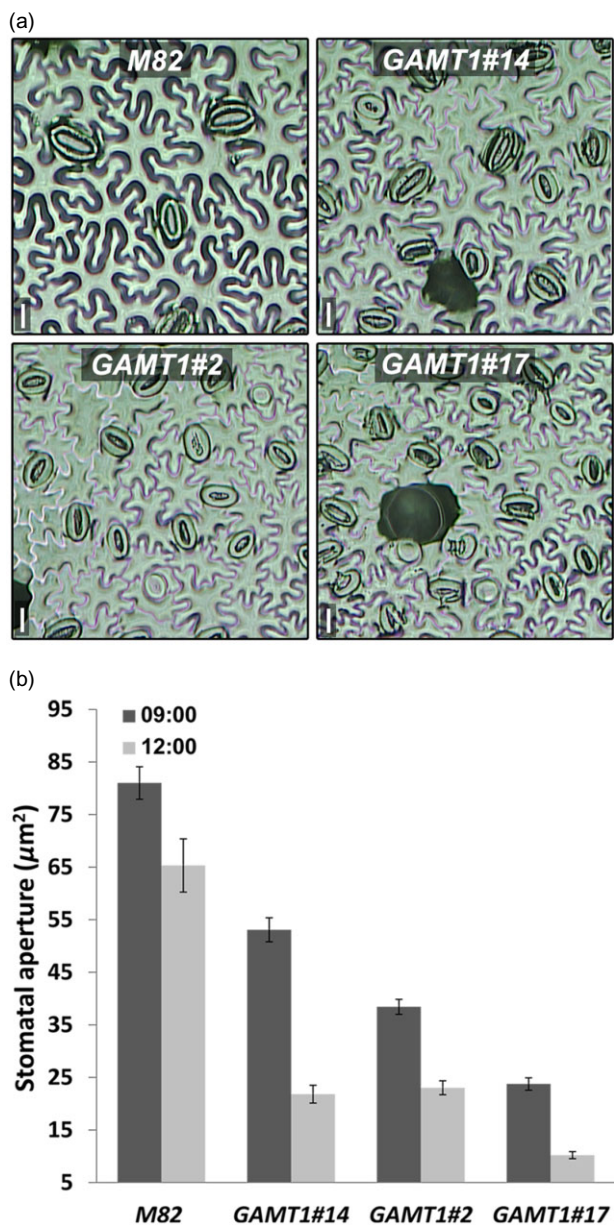 (a)
M82
GAMT1#14
GAMT1#2
GAMT1#17
(b)
95
85
75
65
55
45
35
25
15
5
Stomatal aperture (μm²)
09:00
12:00
M82 GAMT1#14 GAMT1#2 GAMT1#17